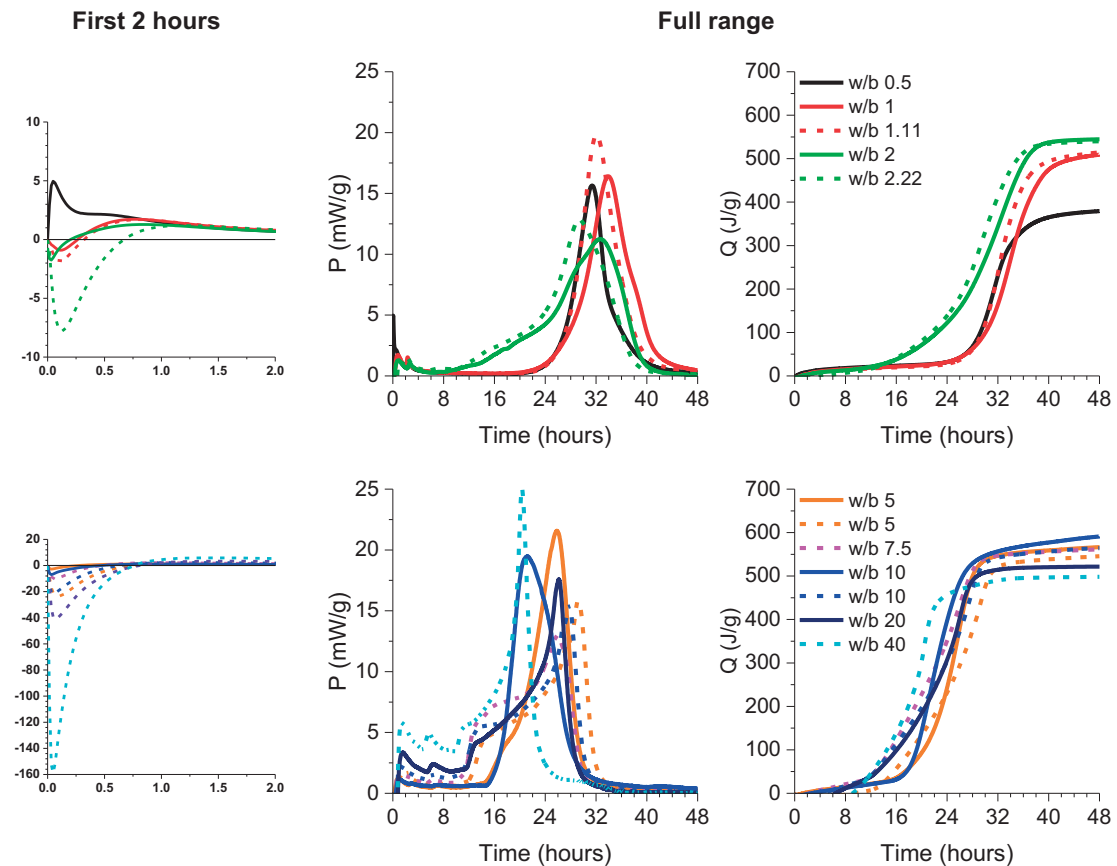 First 2 hours
Full range
10
5
0
-5
-10
0.0 0.5 1.0 1.5 2.0
P (mW/g)
25
20
15
10
5
0
0 8 16 24 32 40 48
Time (hours)
Q (J/g)
700
600
500
400
300
200
100
0
0 8 16 24 32 40 48
Time (hours)
w/b 0.5
w/b 1
w/b 1.11
w/b 2
w/b 2.22
20
0
-20
-40
-60
-80
-100
-120
-140
-160
0.0 0.5 1.0 1.5 2.0
P (mW/g)
25
20
15
10
5
0
0 8 16 24 32 40 48
Time (hours)
Q (J/g)
700
600
500
400
300
200
100
0
0 8 16 24 32 40 48
Time (hours)
w/b 5
w/b 5
w/b 7.5
w/b 10
w/b 10
w/b 20
w/b 40